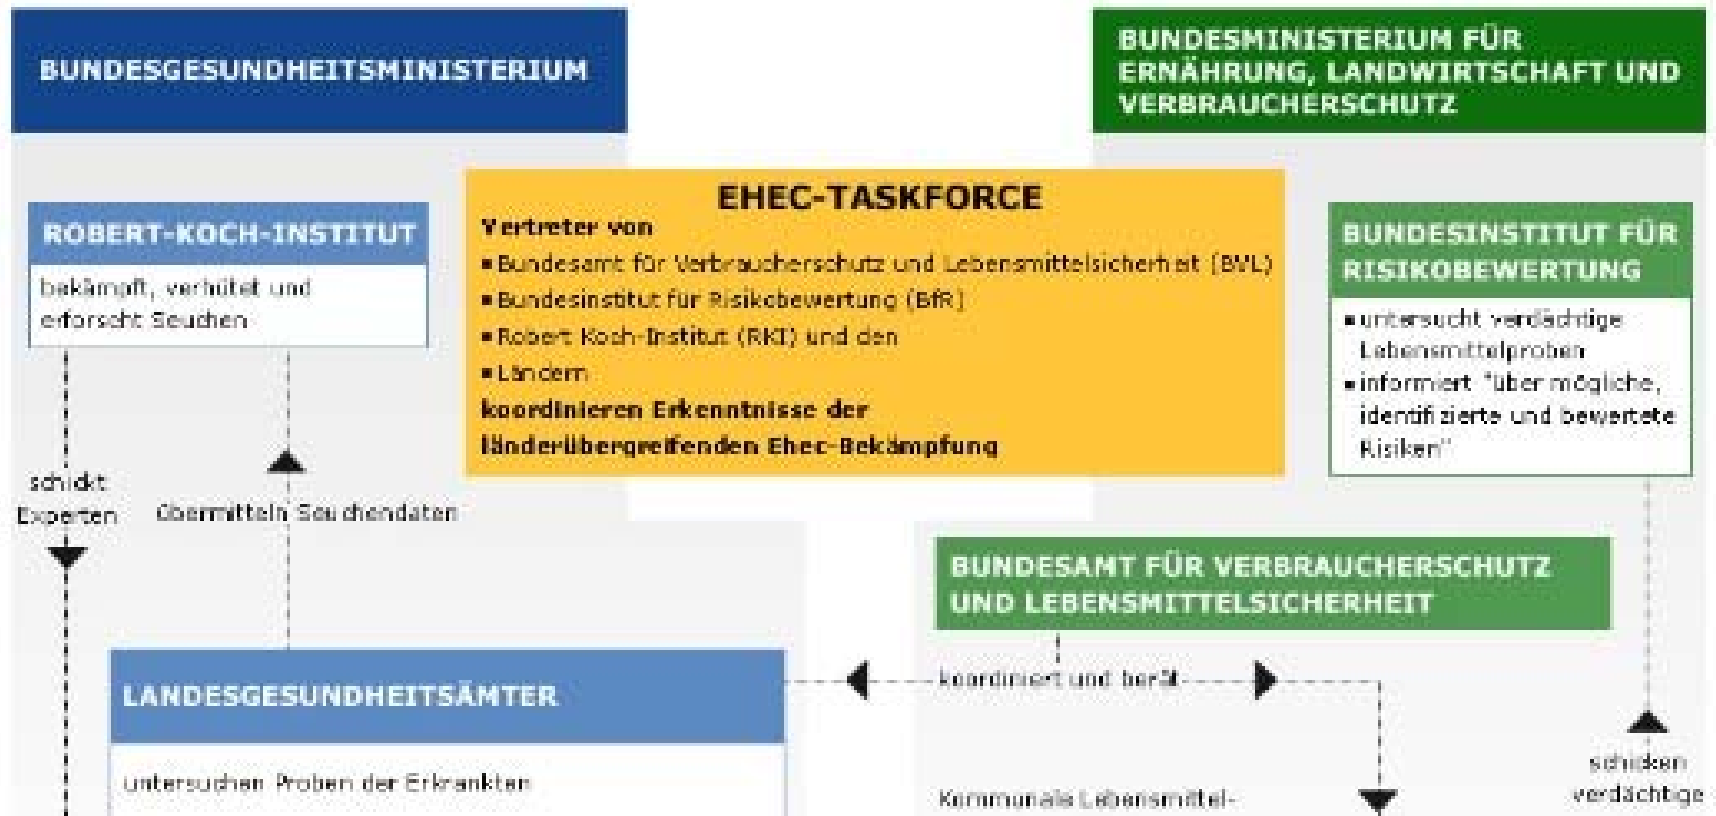 BUNDESGESUNDHEITSMINISTERIUM
BUNDESMINISTERIUM FÜR
ERNÄHRUNG, LANDWIRTSCHAFT UND
VERBRAUCHERSCHUTZ
EHEC-TASKFORCE
Vertreter von
▪ Bundesamt für Verbraucherschutz und Lebensmittelsicherheit (BVL)
▪ Bundesinstitut für Risikobewertung (BfR)
▪ Robert Koch-Institut (RKI) und den
▪ Ländern
koordinieren Erkenntnisse der
länderübergreifenden Ehec-Bekämpfung
ROBERT-KOCH-INSTITUT
bekämpft, verhütet und
erforscht Seuchen
BUNDESINSTITUT FÜR
RISIKOBEWERTUNG
▪ untersucht verdächtige
Lebensmittelproben
▪ informiert "über mögliche,
identifizierte und bewertete
Risiken"
schickt
Experten
übermitteln Seuchendaten
BUNDESAMT FÜR VERBRAUCHERSCHUTZ
UND LEBENSMITTELSICHERHEIT
koordiniert und berät
LANDESGESUNDHEITSÄMTER
untersuchen Proben der Erkrankten
Kommunale Lebensmittel-
schicken
verdächtige